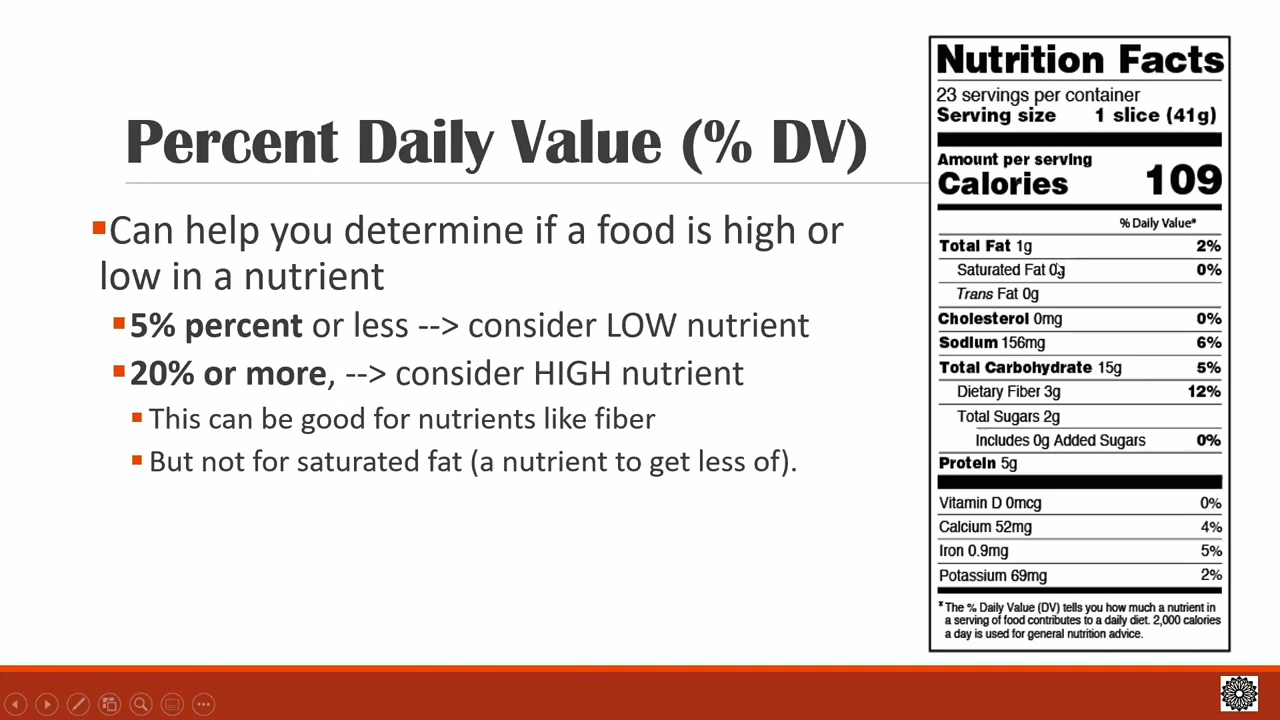 Percent Daily Value (% DV)
▪Can help you determine if a food is high or
low in a nutrient
▪5% percent or less --> consider LOW nutrient
▪20% or more, --> consider HIGH nutrient
▪This can be good for nutrients like fiber
▪But not for saturated fat (a nutrient to get less of).
Nutrition Facts
23 servings per container
Serving size 1 slice (41g)
Amount per serving
Calories 109
% Daily Value*
Total Fat 1g 2%
Saturated Fat 0g 0%
Trans Fat 0g
Cholesterol 0mg 0%
Sodium 156mg 6%
Total Carbohydrate 15g 5%
Dietary Fiber 3g 12%
Total Sugars 2g
Includes 0g Added Sugars 0%
Protein 5g
Vitamin D 0mcg 0%
Calcium 52mg 4%
Iron 0.9mg 5%
Potassium 69mg 2%
*The % Daily Value (DV) tells you how much a nutrient in
a serving of food contributes to a daily diet. 2,000 calories
a day is used for general nutrition advice.